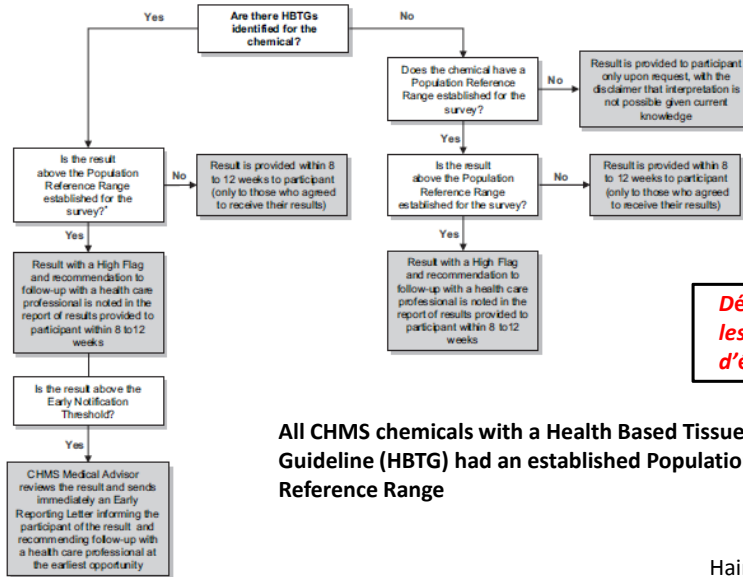 Yes
Are there HBTGs
identified for the
chemical?
No
Does the chemical have a
Population Reference
Range established for the
survey?
No
Result is provided to participant
only upon request, with the
disclaimer that interpretation is
not possible given current
knowledge
Yes
Is the result
above the Population
Reference Range
established for the
survey?*
No
Result is provided within 8
to 12 weeks to participant
(only to those who agreed
to receive their results)
Is the result
above the Population
Reference Range
established for the
survey?
No
Result is provided within 8
to 12 weeks to participant
(only to those who agreed
to receive their results)
Yes
Result with a High Flag
and recommendation to
follow-up with a health care
professional is noted in the
report of results provided to
participant within 8 to12
weeks
Yes
Result with a High Flag
and recommendation to
follow-up with a health care
professional is noted in the
report of results provided to
participant within 8 to12
weeks
Is the result above the
Early Notification
Threshold?
Yes
CHMS Medical Advisor
reviews the result and sends
immediately an Early
Reporting Letter informing the
participant of the result and
recommending follow-up with
a health care professional at
the earliest opportunity
Dé
les
d'é
All CHMS chemicals with a Health Based Tissue
Guideline (HBTG) had an established Populatio
Reference Range
Hair